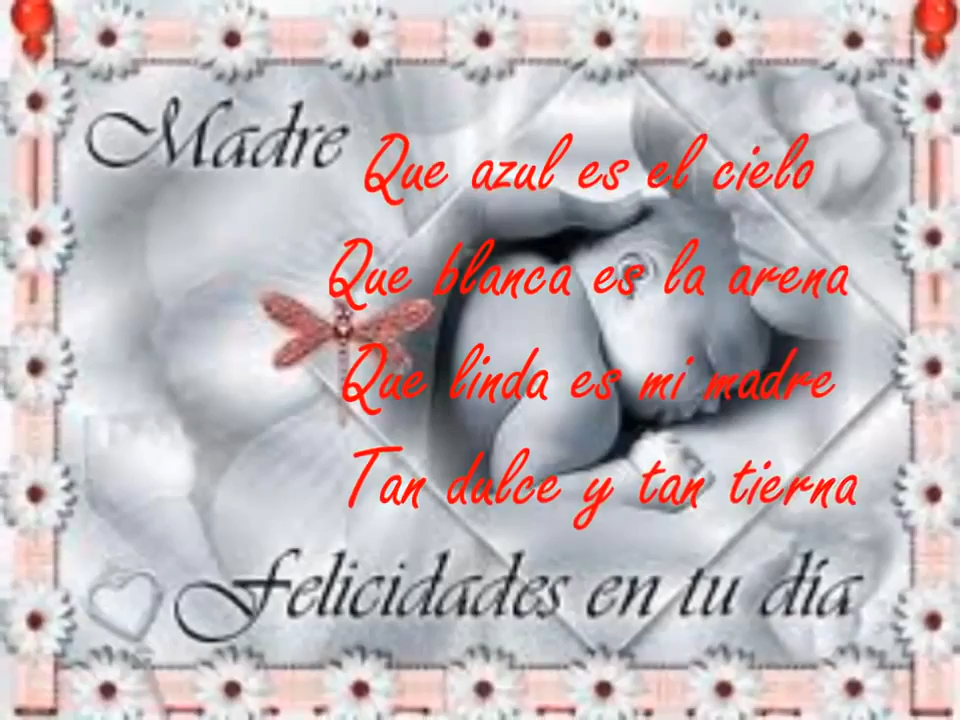 Madre
Que azul es el cielo
Que blanca es la arena
Que linda es mi madre
Tan dulce y tan tierna
Felicidades en tu día